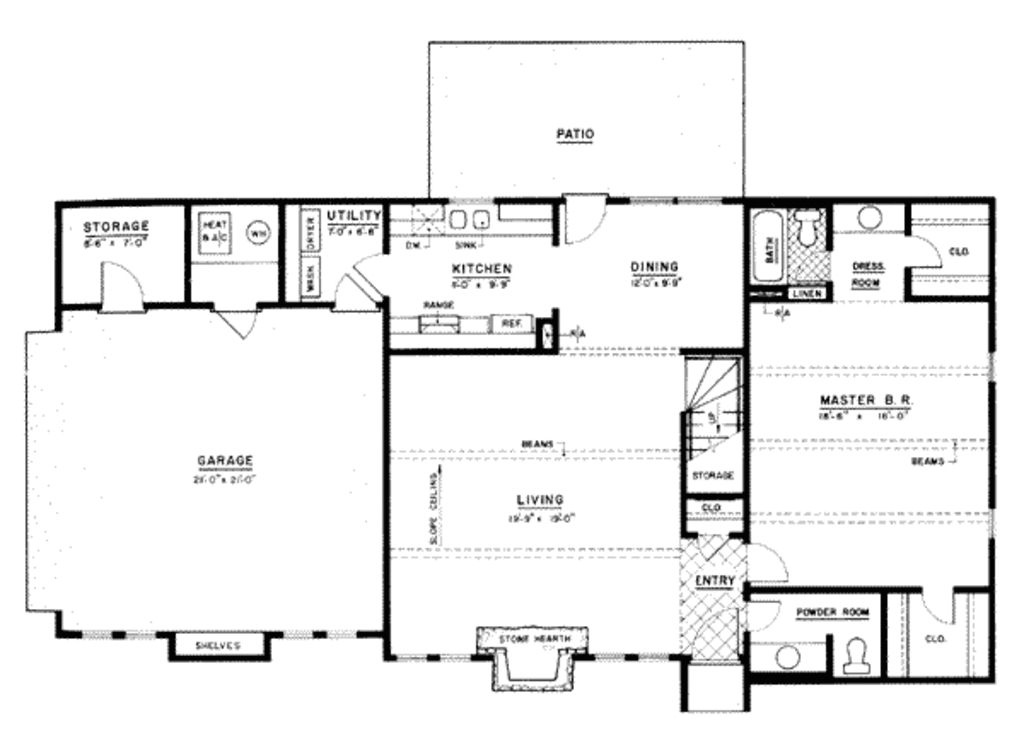 PATIO
STORAGE
8'-6" x 7'-0"
HEAT
& A/C
WH
DRYER
WASH
UTILITY
7'-0" x 6'-8"
D.W.
SINK
KITCHEN
11'-0" x 9'-9"
RANGE
REF.
R/A
DINING
12'-0" x 9'-9"
BATH
LINEN
R/A
DRESS.
ROOM
CLO.
MASTER B. R.
18'-6" x 16'-0"
BEAMS
GARAGE
21'-0" x 21'-0"
SHELVES
BEAMS
SLOPE CEILING
LIVING
19'-9" x 19'-0"
STONE HEARTH
UP
STORAGE
CLO.
ENTRY
POWDER ROOM
CLO.